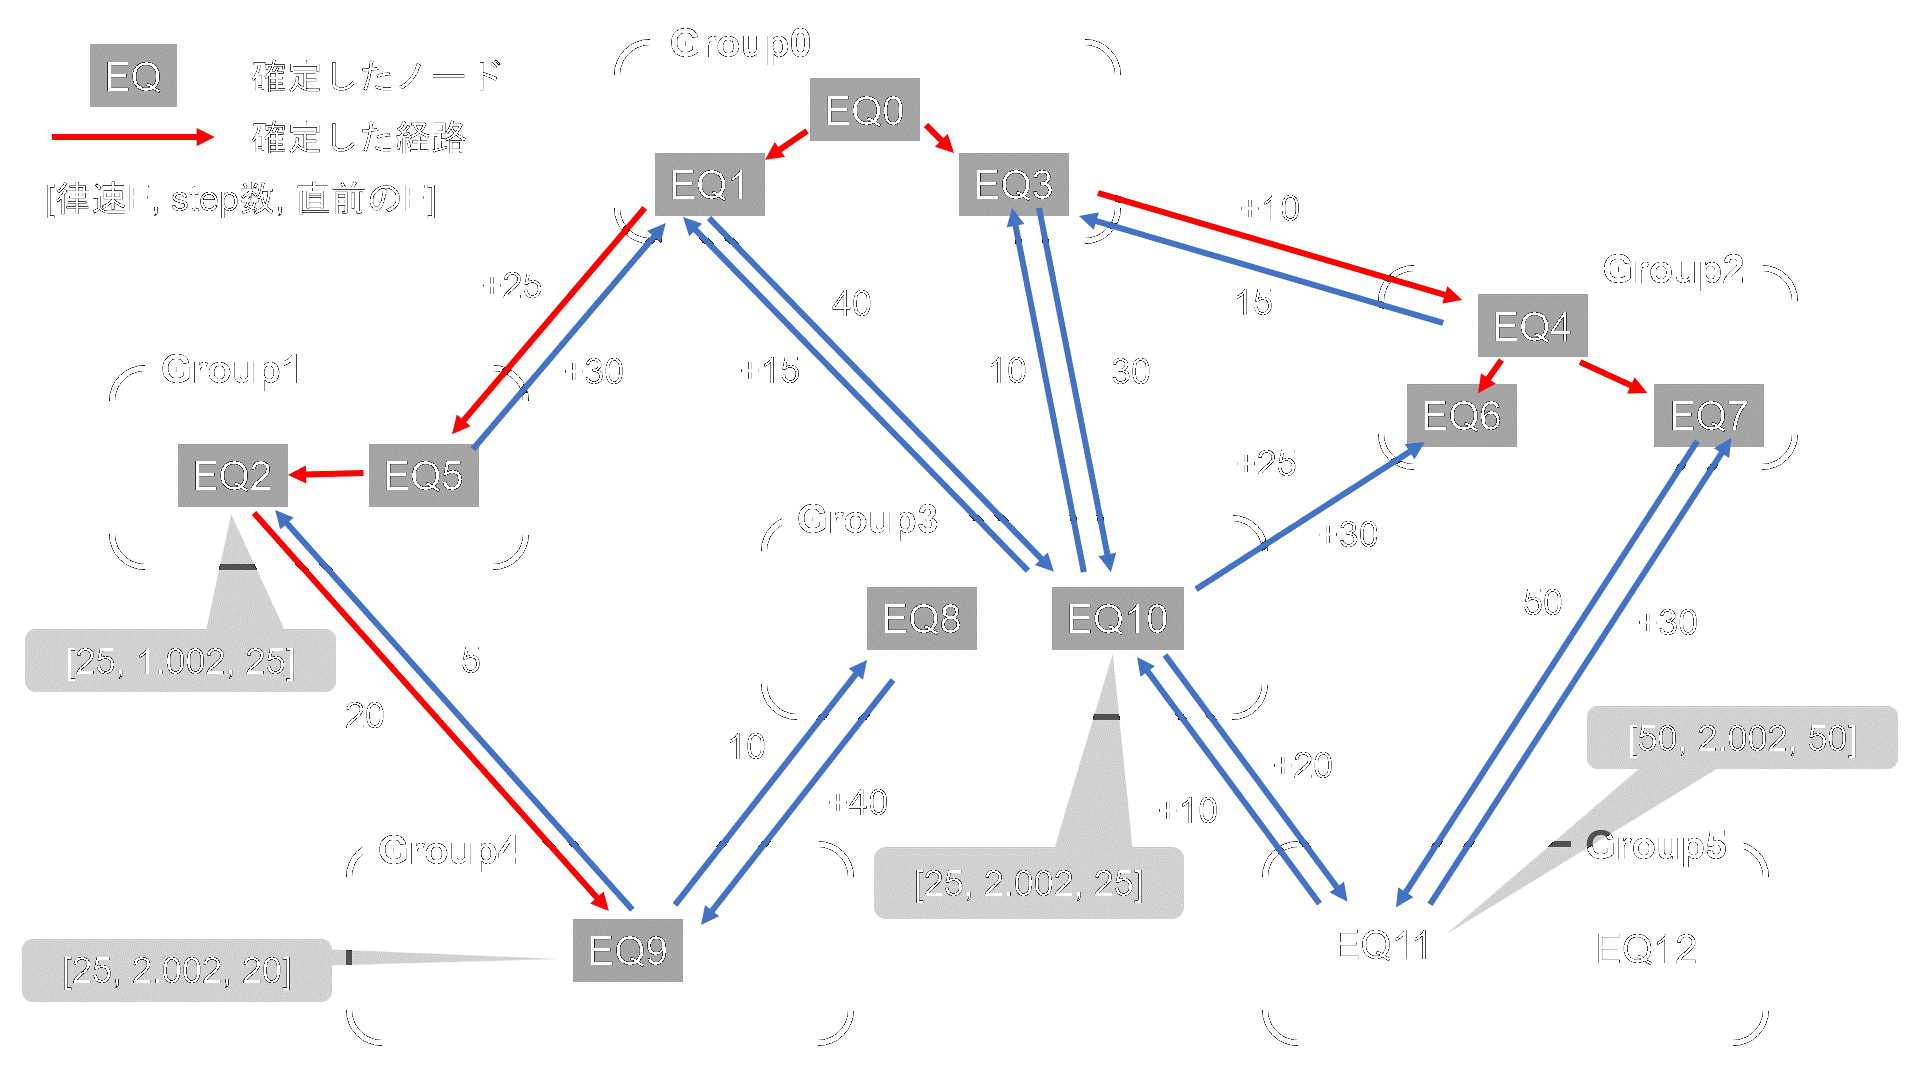 EQ 確定したノード
確定した経路
[律速E, step数, 直前のE]
Group0
EQ0
EQ1
EQ3
+10
15
Group2
EQ4
EQ6
EQ7
+25
+30
40
+15
10
30
Group1
EQ2
EQ5
[25, 1.002, 25]
5
20
Group3
EQ8
EQ10
+25
+30
50
+30
10
+40
+20
+10
[50, 2.002, 50]
[25, 2.002, 25]
Group4
EQ9
[25, 2.002, 20]
Group5
EQ11
EQ12